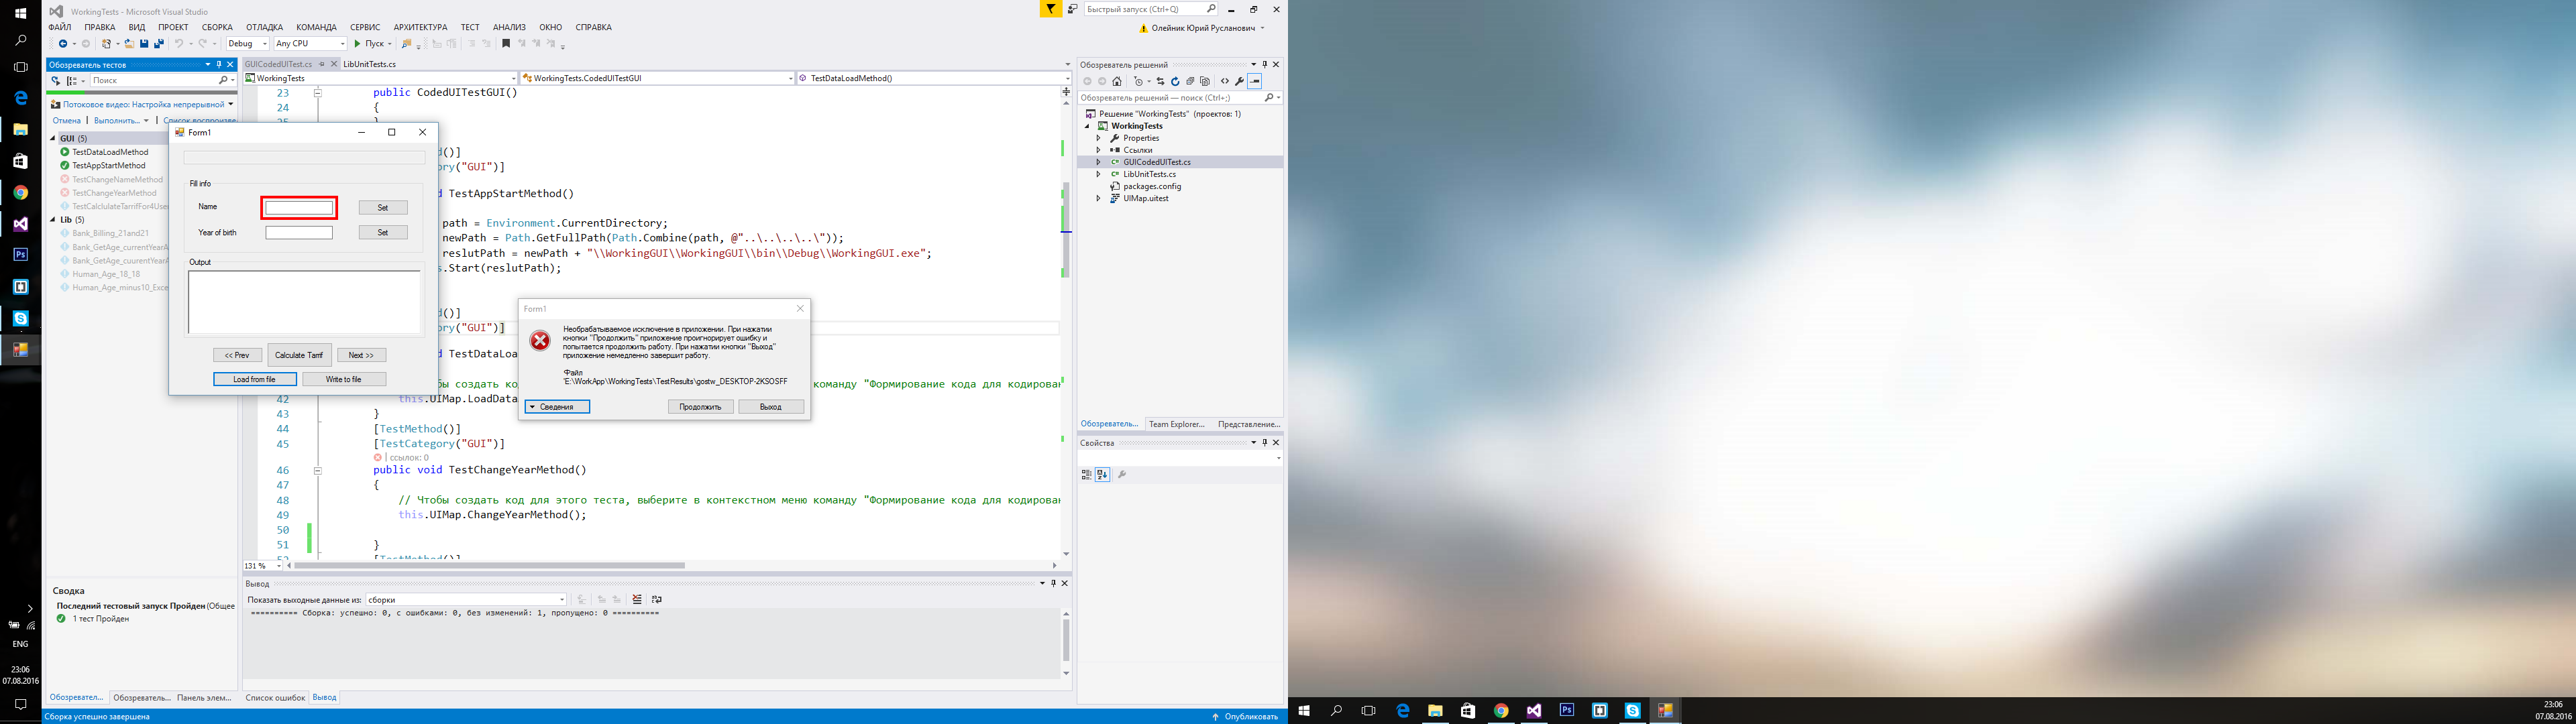 WorkingTests - Microsoft Visual Studio
Быстрый запуск (Ctrl+Q)
ФАЙЛ ПРАВКА ВИД ПРОЕКТ СБОРКА ОТЛАДКА КОМАНДА СЕРВИС АРХИТЕКТУРА ТЕСТ АНАЛИЗ ОКНО СПРАВКА
Олейник Юрий Русланович
Debug Any CPU Пуск
Обозреватель тестов
Поиск
Потоковое видео: Настройка непрерывной
Отмена | Выполнить... | Список воспроизве
GUI (5)
TestDataLoadMethod
TestAppStartMethod
TestChangeNameMethod
TestChangeYearMethod
TestCalclulateTarrifFor4User
Lib (5)
Bank_Billing_21and21
Bank_GetAge_currentYearA
Bank_GetAge_cuurentYearA
Human_Age_18_18
Human_Age_minus10_Exce
Сводка
Последний тестовый запуск Пройден (Общее
1 тест Пройден
Обозревател... Обозреватель... Панель элем...
GUICodedUITest.cs LibUnitTests.cs
WorkingTests WorkingTests.CodedUITestGUI TestDataLoadMethod()
23 public CodedUITestGUI()
24 {
d()]
ry("GUI")]
d TestAppStartMethod()
path = Environment.CurrentDirectory;
newPath = Path.GetFullPath(Path.Combine(path, @"..\..\..\..\"));
reslutPath = newPath + "\\WorkingGUI\\WorkingGUI\\bin\\Debug\\WorkingGUI.exe";
s.Start(reslutPath);
d()]
ry("GUI")]
d TestDataLoa
бы создать код команду "Формирование кода для кодирован
42 this.UIMap.LoadData
43 }
44 [TestMethod()]
45 [TestCategory("GUI")]
| ссылок: 0
46 public void TestChangeYearMethod()
47 {
48 // Чтобы создать код для этого теста, выберите в контекстном меню команду "Формирование кода для кодирован
49 this.UIMap.ChangeYearMethod();
50
51 }
131 %
Form1
Fill info
Name Set
Year of birth Set
Output
<< Prev Calculate Tarrif Next >>
Load from file Write to file
Form1
Необрабатываемое исключение в приложении. При нажатии
кнопки "Продолжить" приложение проигнорирует ошибку и
попытается продолжить работу. При нажатии кнопки "Выход"
приложение немедленно завершит работу.
Файл
'E:\WorkApp\WorkingTests\TestResults\gostw_DESKTOP-2KSOSFF
Сведения Продолжить Выход
Вывод
Показать выходные данные из: сборки
========== Сборка: успешно: 0, с ошибками: 0, без изменений: 1, пропущено: 0 ==========
Список ошибок Вывод
Обозреватель решений
Обозреватель решений — поиск (Ctrl+;)
Решение "WorkingTests" (проектов: 1)
WorkingTests
Properties
Ссылки
GUICodedUITest.cs
LibUnitTests.cs
packages.config
UIMap.uitest
Обозреватель... Team Explorer... Представление...
Свойства
Сборка успешно завершена
Опубликовать
ENG
23:06
07.08.2016
23:06
07.08.2016